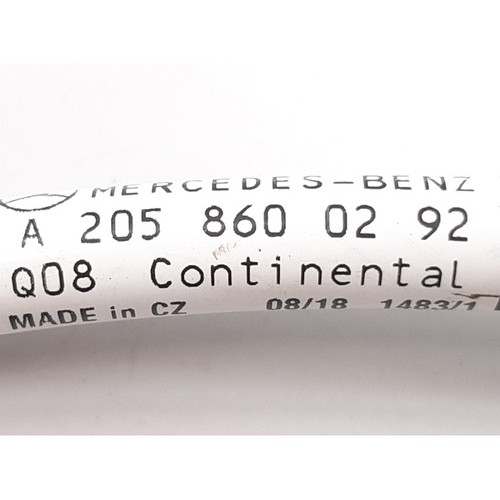 MERCEDES-BENZ
A 205 860 02 92
Q08 Continental
MADE in CZ 08/18 1483/1